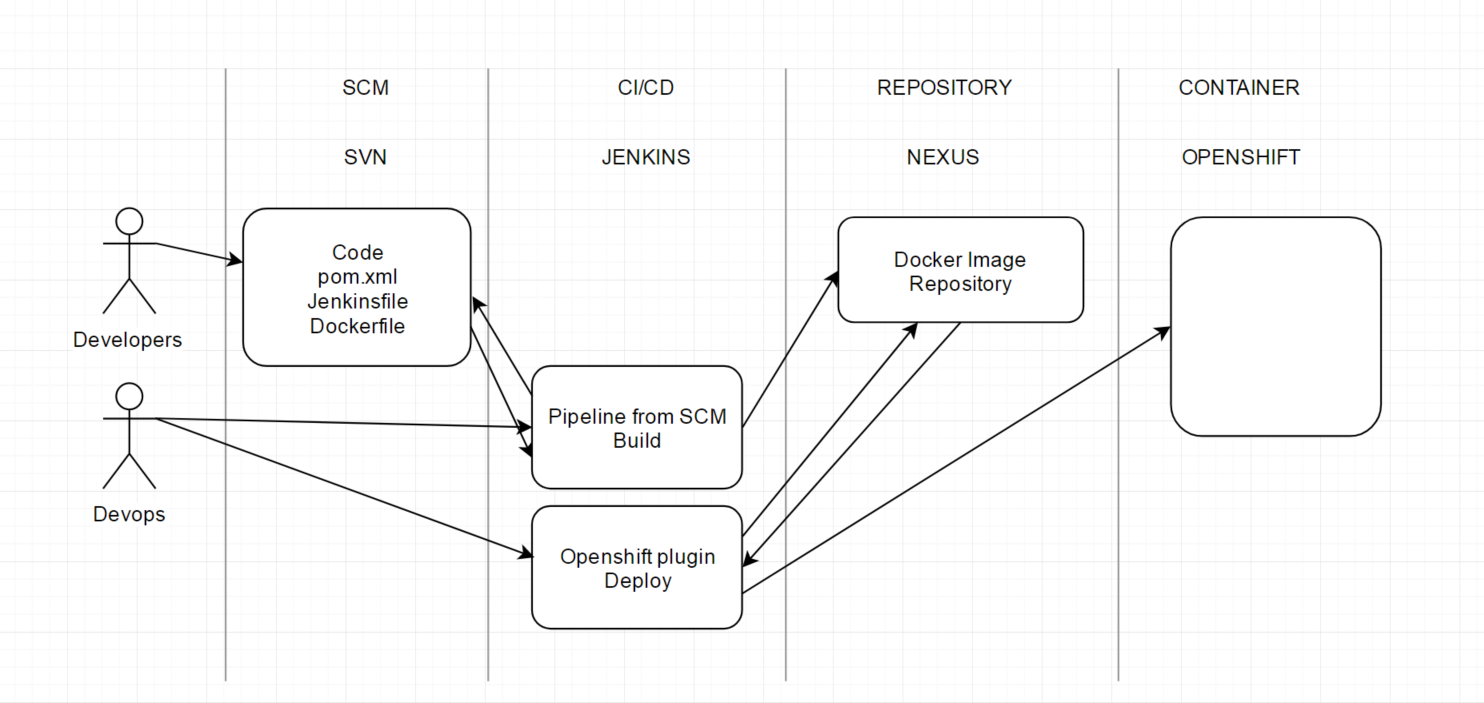 SCM
CI/CD
REPOSITORY
CONTAINER
SVN
JENKINS
NEXUS
OPENSHIFT
Code
pom.xml
Jenkinsfile
Dockerfile
Docker Image
Repository
Developers
Pipeline from SCM
Build
Devops
Openshift plugin
Deploy